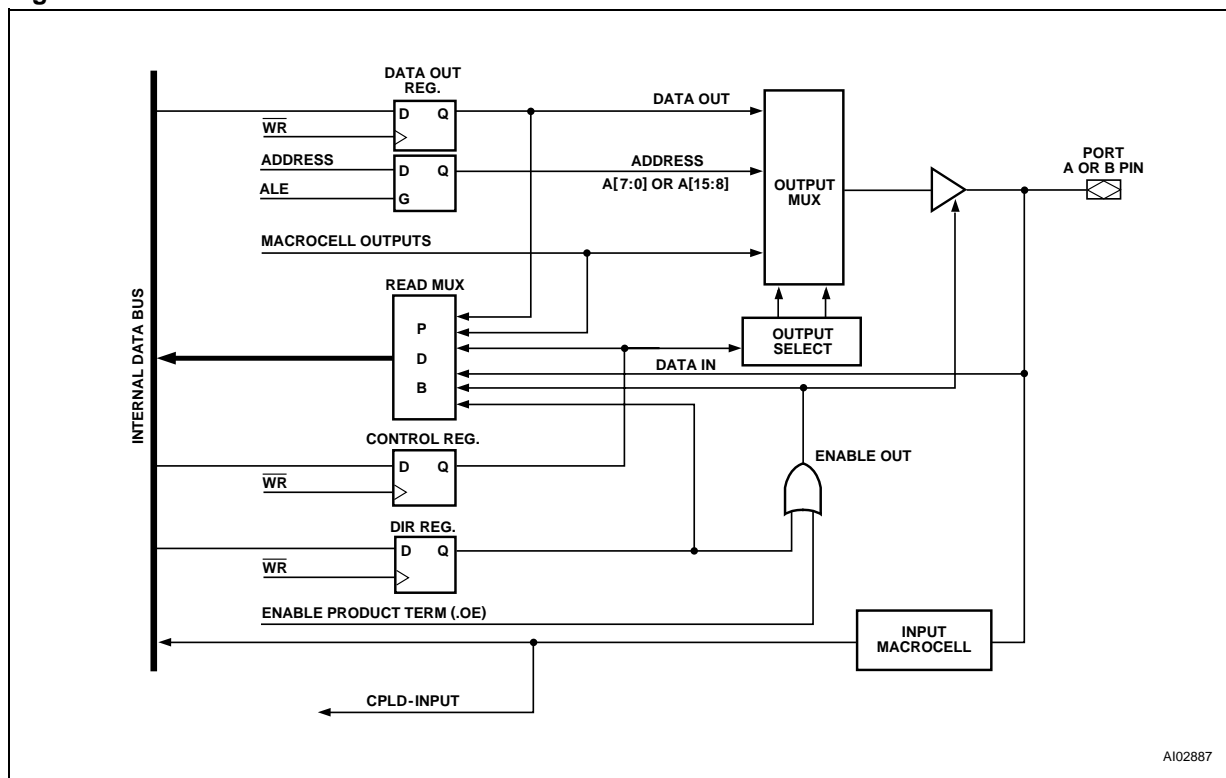 DATA OUT
REG.
D Q
WR
DATA OUT
ADDRESS
D Q
ALE
G
ADDRESS
A[7:0] OR A[15:8]
OUTPUT
MUX
PORT
A OR B PIN
MACROCELL OUTPUTS
READ MUX
P
D
B
OUTPUT
SELECT
DATA IN
INTERNAL DATA BUS
CONTROL REG.
D Q
WR
ENABLE OUT
DIR REG.
D Q
WR
ENABLE PRODUCT TERM (.OE)
INPUT
MACROCELL
CPLD-INPUT
AI02887